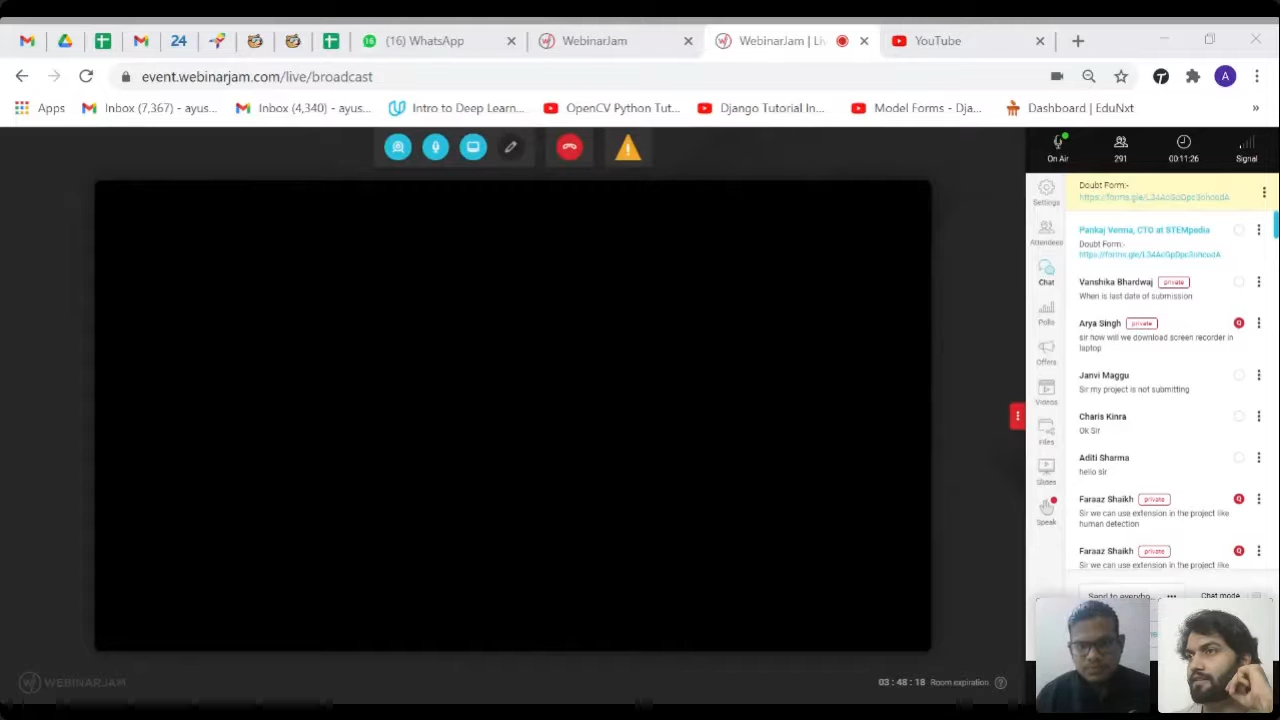 24
(16) WhatsApp
WebinarJam
WebinarJam | Li
YouTube
event.webinarjam.com/live/broadcast
Apps
Inbox (7,367) - ayus...
Inbox (4,340) - ayus...
Intro to Deep Learn...
OpenCV Python Tut...
Django Tutorial In...
Model Forms - Dja...
Dashboard | EduNxt
On Air
291
00:11:26
Signal
Settings
Attendees
Chat
Polls
Offers
Videos
Files
Slides
Speak
Doubt Form:-
Pankaj Verma, CTO at STEMpedia
Doubt Form:-
Vanshika Bhardwaj private
When is last date of submission
Arya Singh private
sir how will we download screen recorder in
laptop
Janvi Maggu
Sir my project is not submitting
Charis Kinra
Ok Sir
Aditi Sharma
hello sir
Faraaz Shaikh private
Sir we can use extension in the project like
human detection
Faraaz Shaikh private
Sir we can use extension in the project like
Send to everybo
Chat mode
WEBINARJAM
03 : 48 : 18 Room expiration